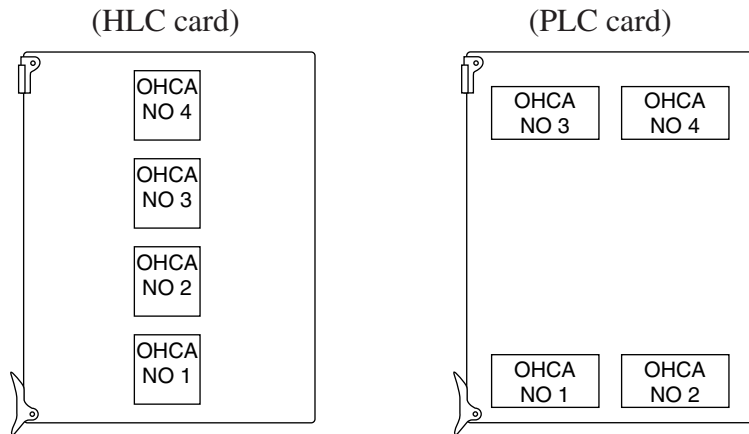 (HLC card)
OHCA
NO 4
OHCA
NO 3
OHCA
NO 2
OHCA
NO 1
(PLC card)
OHCA
NO 3
OHCA
NO 4
OHCA
NO 1
OHCA
NO 2